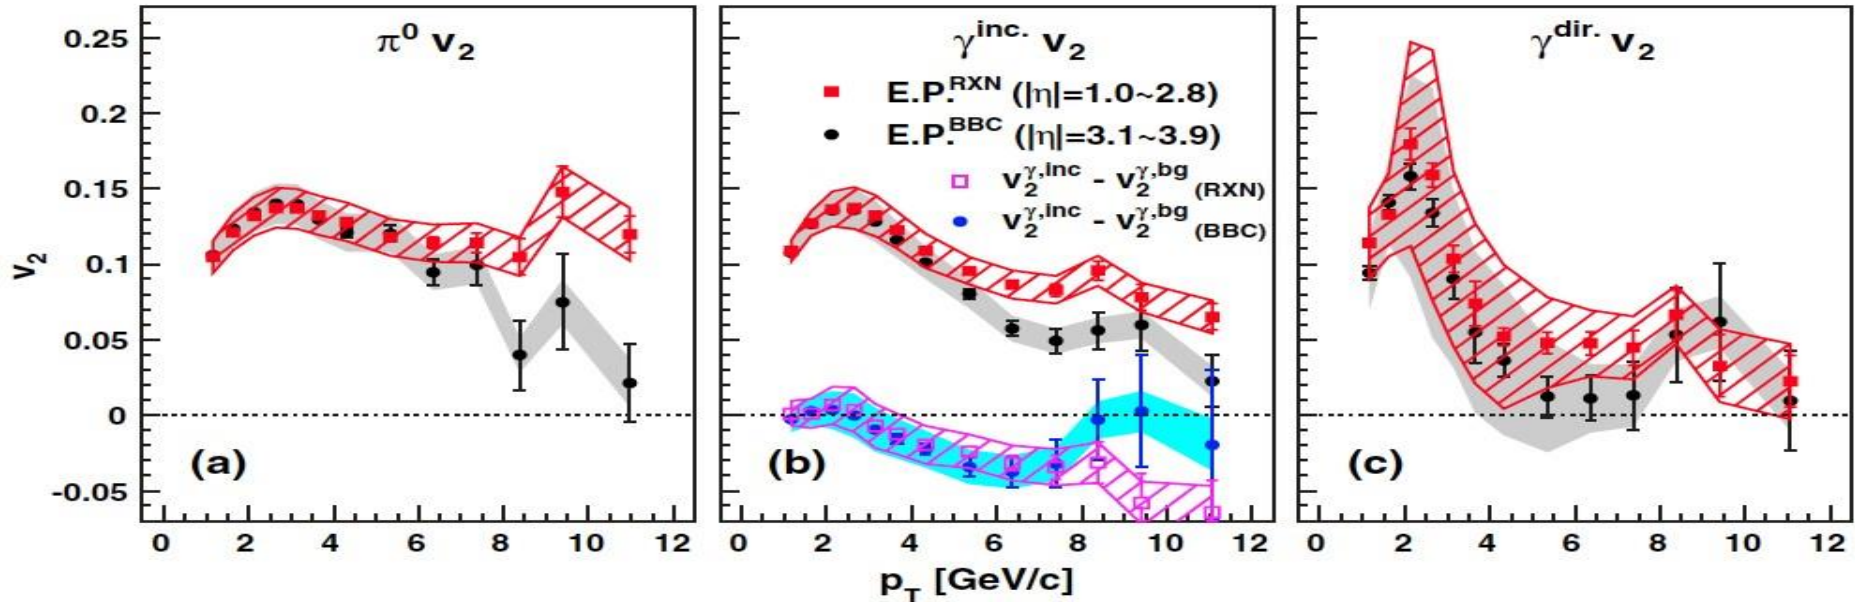 π⁰ v₂
γ^inc. v₂
γ^dir. v₂
0.25
0.2
0.15
0.1
0.05
0
-0.05
v₂
E.P.^RXN (|η|=1.0~2.8)
E.P.^BBC (|η|=3.1~3.9)
v₂^γ,inc - v₂^γ,bg (RXN)
v₂^γ,inc - v₂^γ,bg (BBC)
(a)
(b)
(c)
0 2 4 6 8 10 12
0 2 4 6 8 10 12
0 2 4 6 8 10 12
p_T [GeV/c]